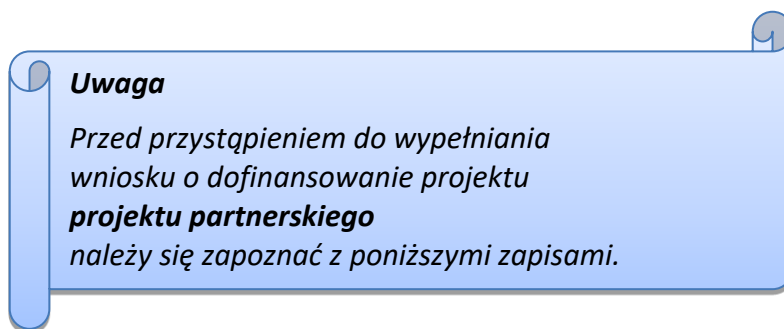 Uwaga
Przed przystąpieniem do wypełniania
wniosku o dofinansowanie projektu
projektu partnerskiego
należy się zapoznać z poniższymi zapisami.